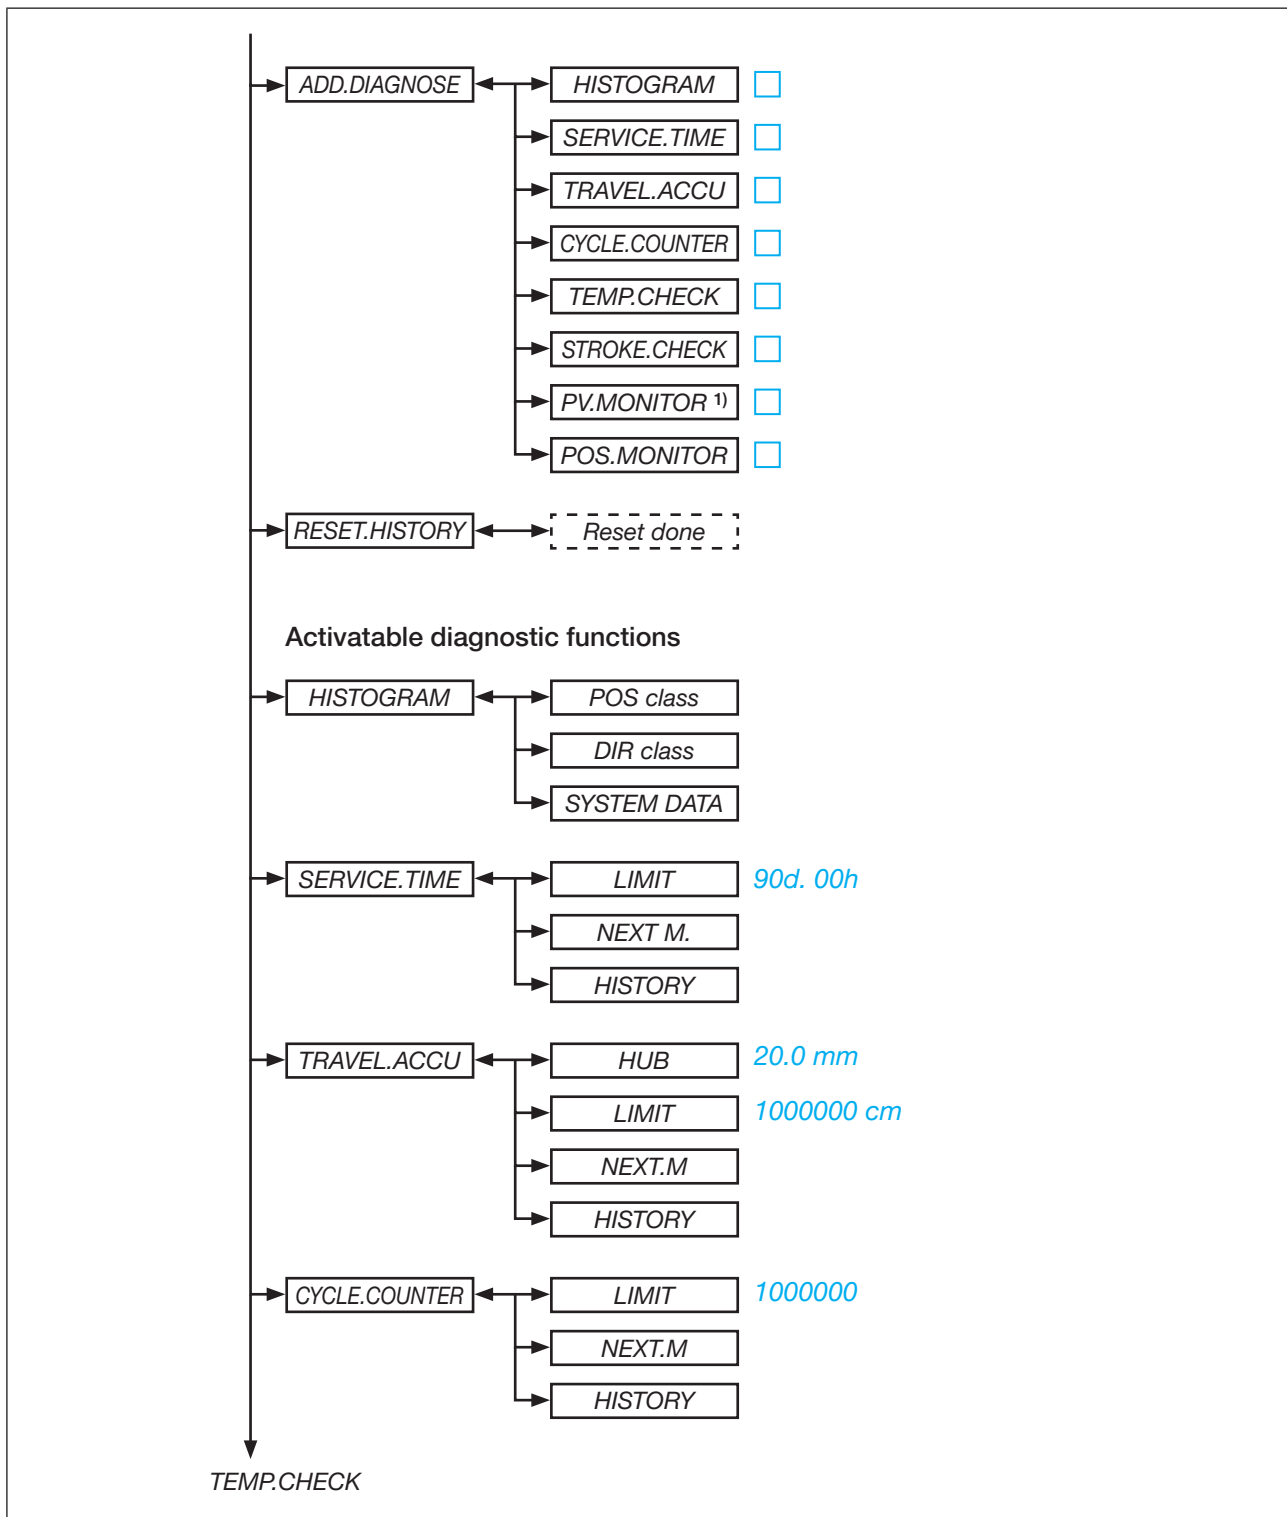 ADD.DIAGNOSE HISTOGRAM
SERVICE.TIME
TRAVEL.ACCU
CYCLE.COUNTER
TEMP.CHECK
STROKE.CHECK
PV.MONITOR 1)
POS.MONITOR
RESET.HISTORY Reset done
Activatable diagnostic functions
HISTOGRAM POS class
DIR class
SYSTEM DATA
SERVICE.TIME LIMIT 90d. 00h
NEXT M.
HISTORY
TRAVEL.ACCU HUB 20.0 mm
LIMIT 1000000 cm
NEXT.M
HISTORY
CYCLE.COUNTER LIMIT 1000000
NEXT.M
HISTORY
TEMP.CHECK